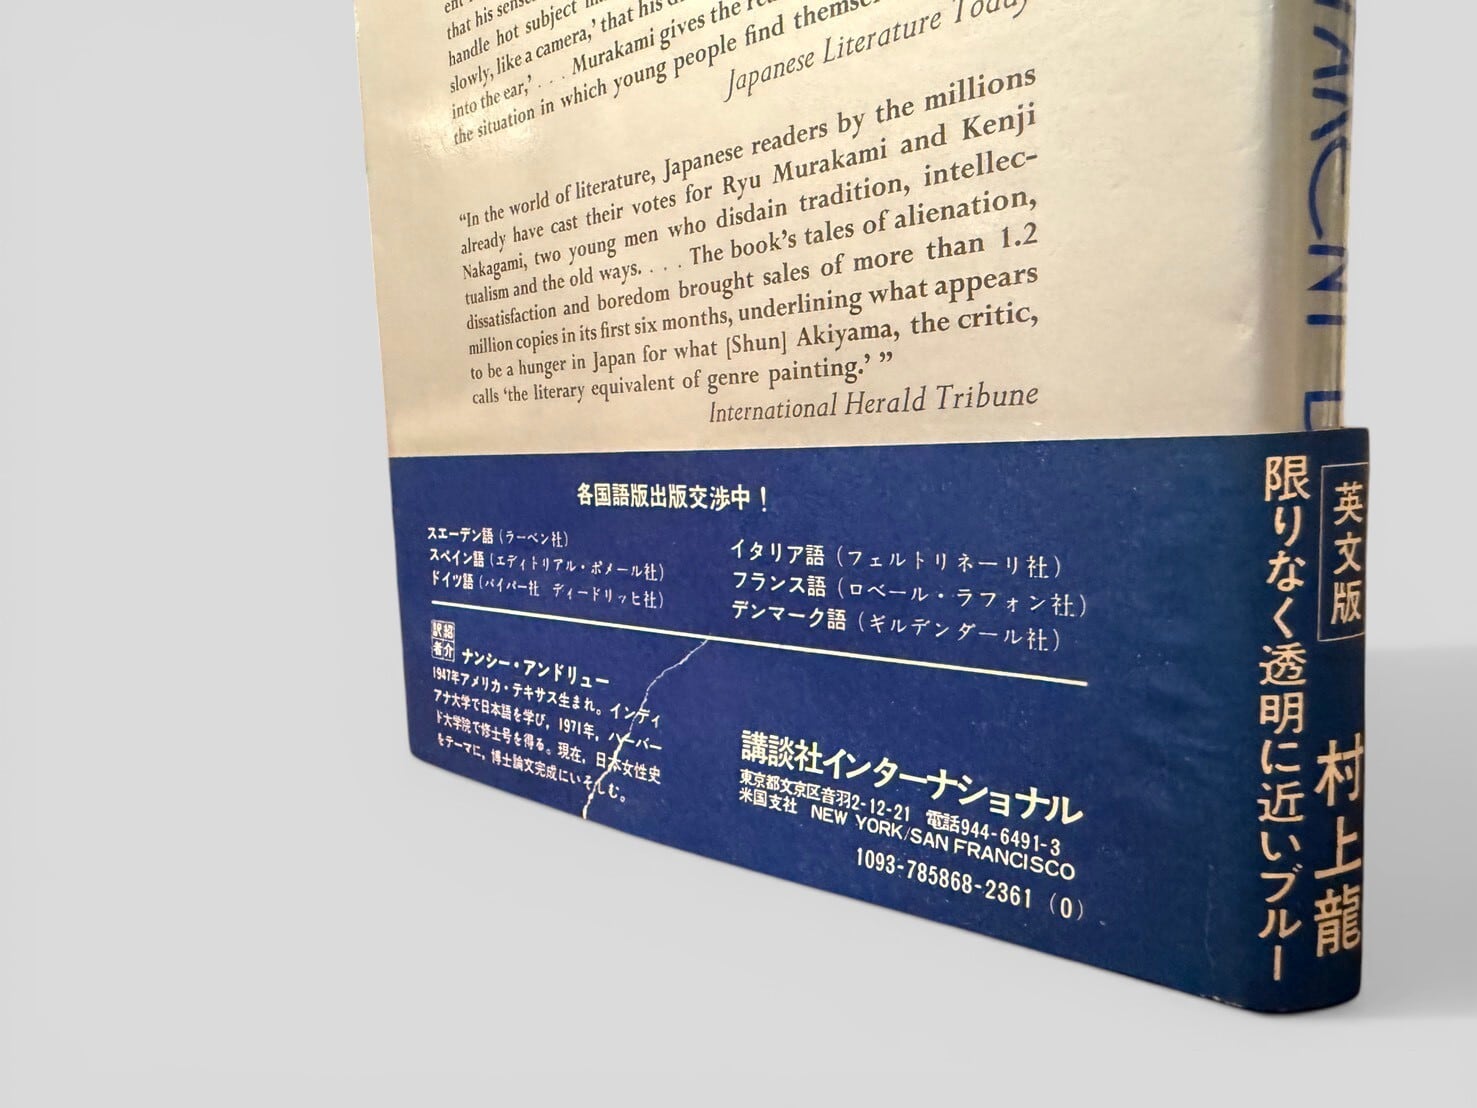 that his
handle hot subject
slowly, like a camera,' that his
into the ear,' . . . Murakami gives the
the situation in which young people find
Japanese Literature Today
“In the world of literature, Japanese readers by the millions
already have cast their votes for Ryu Murakami and Kenji
Nakagami, two young men who disdain tradition, intellec-
tualism and the old ways. . . . The book's tales of alienation,
dissatisfaction and boredom brought sales of more than 1.2
million copies in its first six months, underlining what appears
to be a hunger in Japan for what [Shun] Akiyama, the critic,
calls ‘the literary equivalent of genre painting.’ ”
International Herald Tribune
各国語版出版交渉中！
スエーデン語（ラーベン社）
スペイン語（エディトリアル・ポメール社）
ドイツ語（パイパー社 ディードリッヒ社）
イタリア語（フェルトリネーリ社）
フランス語（ロベール・ラフォン社）
デンマーク語（ギルデンダール社）
訳者紹介 ナンシー・アンドリュー
1947年アメリカ・テキサス生まれ。インディ
アナ大学で日本語を学び，1971年，ハーバー
ド大学院で修士号を得る。現在，日本女性史
をテーマに，博士論文完成にいそしむ。
講談社インターナショナル
東京都文京区音羽2-12-21 電話944-6491-3
米国支社 NEW YORK/SAN FRANCISCO
1093-785868-2361 (0)
英文版
限りなく透明に近いブルー
村上龍